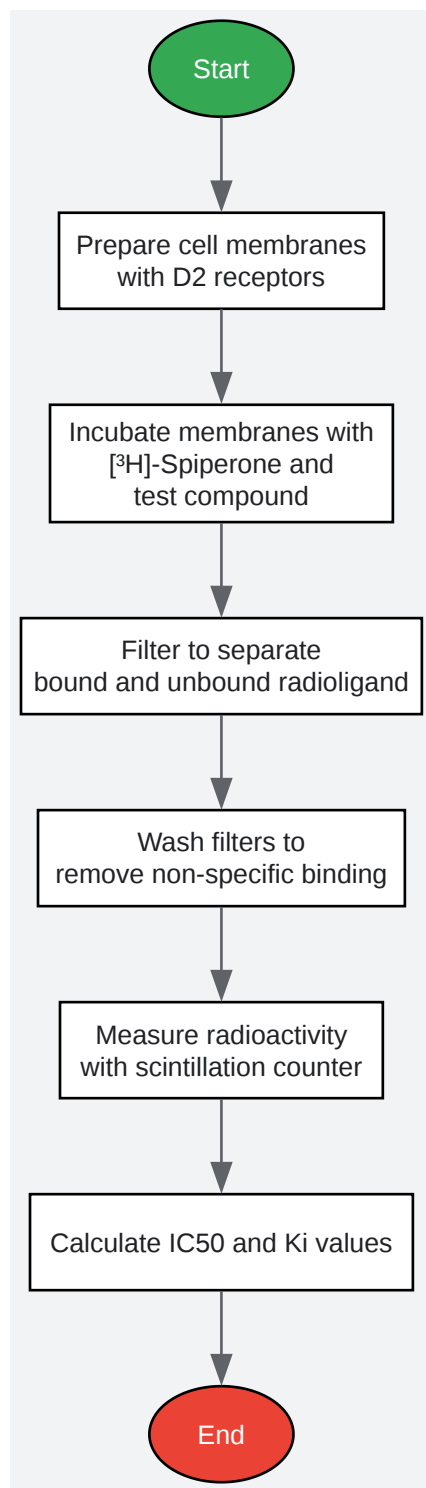 Start
Prepare cell membranes
with D2 receptors
Incubate membranes with
[³H]-Spiperone and
test compound
Filter to separate
bound and unbound radioligand
Wash filters to
remove non-specific binding
Measure radioactivity
with scintillation counter
Calculate IC50 and Ki values
End